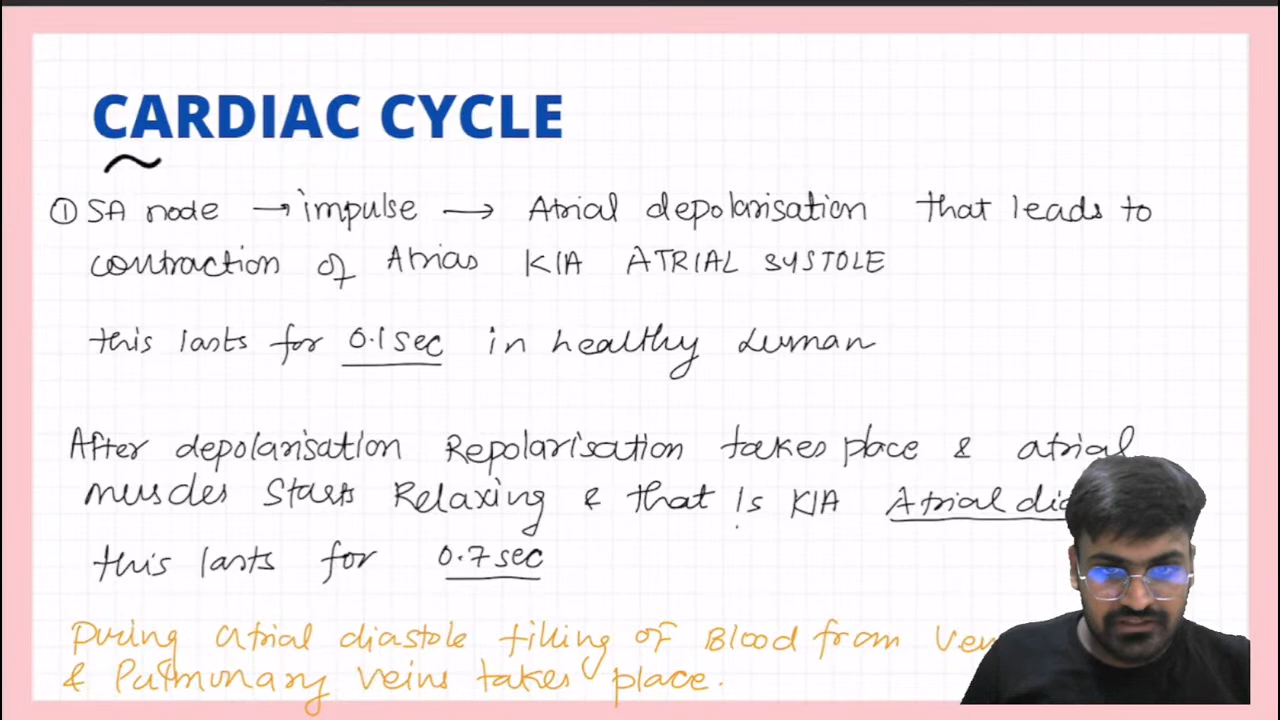 CARDIAC CYCLE
① SA node → impulse → Atrial depolarisation that leads to
contraction of Atrias KIA ATRIAL SYSTOLE
this lasts for 0.1sec in healthy human
After depolarisation Repolarisation takes place & atrial
muscles starts Relaxing & that is KIA Atrial
this lasts for 0.7sec
During atrial diastole filling of Blood from
& Pulmonary veins takes place.